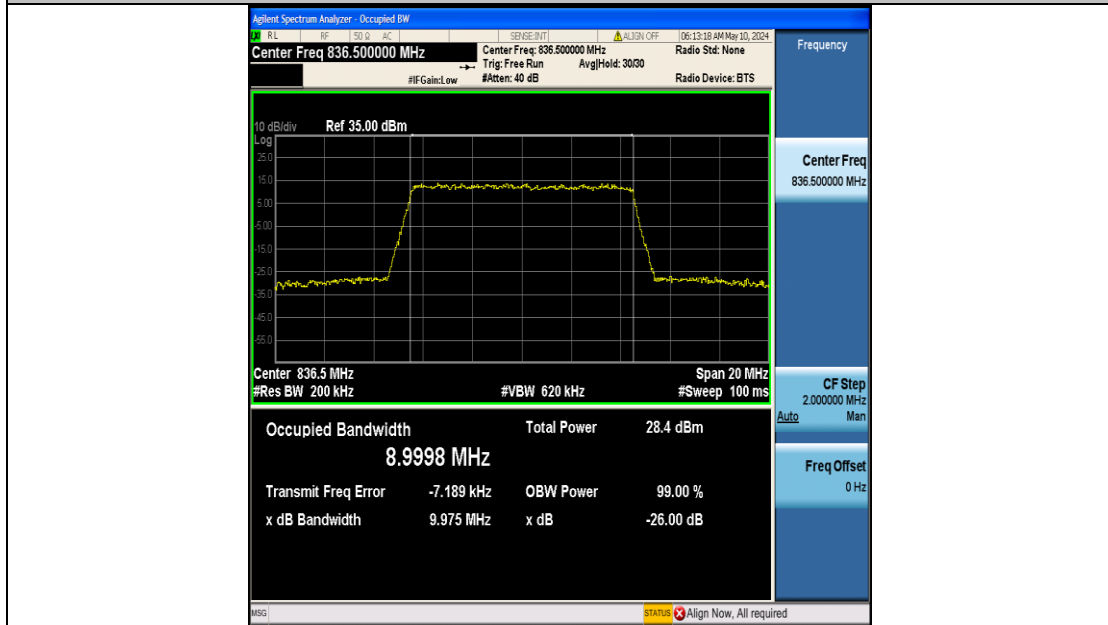 Agilent Spectrum Analyzer - Occupied BW
RL RF 50 Ω AC SENSE:INT ALIGN OFF 06:13:18 AM May 10, 2024
Center Freq 836.500000 MHz
Center Freq: 836.500000 MHz
Radio Std: None
Trig: Free Run Avg|Hold: 30/30
#IFGain:Low
#Atten: 40 dB
Radio Device: BTS
10 dB/div Ref 35.00 dBm
Log
25.0
15.0
5.00
-5.00
-15.0
-25.0
-35.0
-45.0
-55.0
Center 836.5 MHz
Span 20 MHz
#Res BW 200 kHz
#VBW 620 kHz
#Sweep 100 ms
Occupied Bandwidth
Total Power 28.4 dBm
8.9998 MHz
Transmit Freq Error -7.189 kHz
OBW Power 99.00 %
x dB Bandwidth 9.975 MHz
x dB -26.00 dB
Frequency
Center Freq
836.500000 MHz
CF Step
2.000000 MHz
Auto Man
Freq Offset
0 Hz
MSG
STATUS Align Now, All required